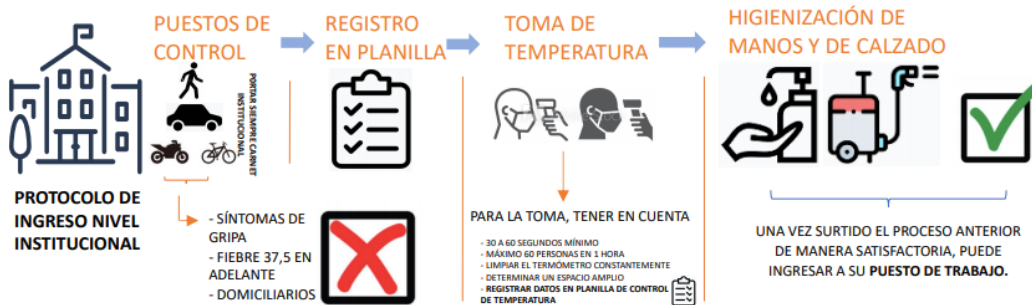 PROTOCOLO DE
INGRESO NIVEL
INSTITUCIONAL
PUESTOS DE
CONTROL
PORTAR SIEMPRE CARNET
INSTITUCIONAL
- SÍNTOMAS DE
GRIPA
- FIEBRE 37,5 EN
ADELANTE
- DOMICILIARIOS
REGISTRO
EN PLANILLA
TOMA DE
TEMPERATURA
PARA LA TOMA, TENER EN CUENTA
- 30 A 60 SEGUNDOS MÍNIMO
- MÁXIMO 60 PERSONAS EN 1 HORA
- LIMPIAR EL TERMÓMETRO CONSTANTEMENTE
- DETERMINAR UN ESPACIO AMPLIO
- REGISTRAR DATOS EN PLANILLA DE CONTROL
DE TEMPERATURA
HIGIENIZACIÓN DE
MANOS Y DE CALZADO
UNA VEZ SURTIDO EL PROCESO ANTERIOR
DE MANERA SATISFACTORIA, PUEDE
INGRESAR A SU PUESTO DE TRABAJO.